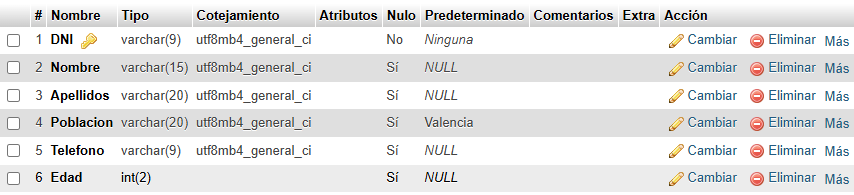 # Nombre Tipo Cotejamiento Atributos Nulo Predeterminado Comentarios Extra Acción
1 DNI varchar(9) utf8mb4_general_ci No Ninguna Cambiar Eliminar Más
2 Nombre varchar(15) utf8mb4_general_ci Sí NULL Cambiar Eliminar Más
3 Apellidos varchar(20) utf8mb4_general_ci Sí NULL Cambiar Eliminar Más
4 Poblacion varchar(20) utf8mb4_general_ci Sí Valencia Cambiar Eliminar Más
5 Telefono varchar(9) utf8mb4_general_ci Sí NULL Cambiar Eliminar Más
6 Edad int(2) Sí NULL Cambiar Eliminar Más